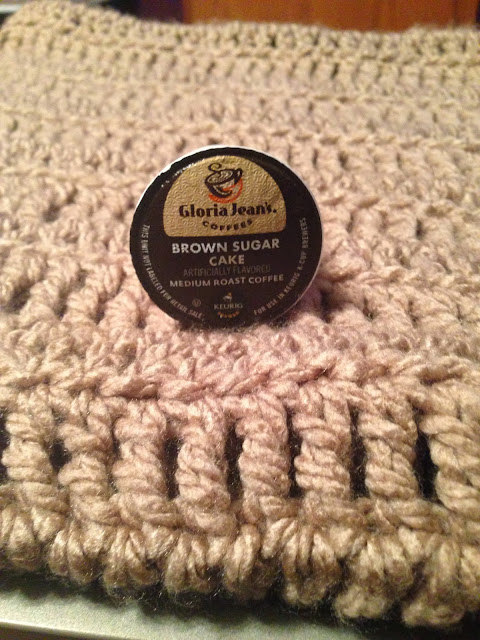 Gloria Jean's.
COFFEES
BROWN SUGAR
CAKE
ARTIFICIALLY FLAVORED
MEDIUM ROAST COFFEE
KEURIG
THIS UNIT NOT LABELED FOR RETAIL SALE
FOR USE IN KEURIG K-CUP BREWERS